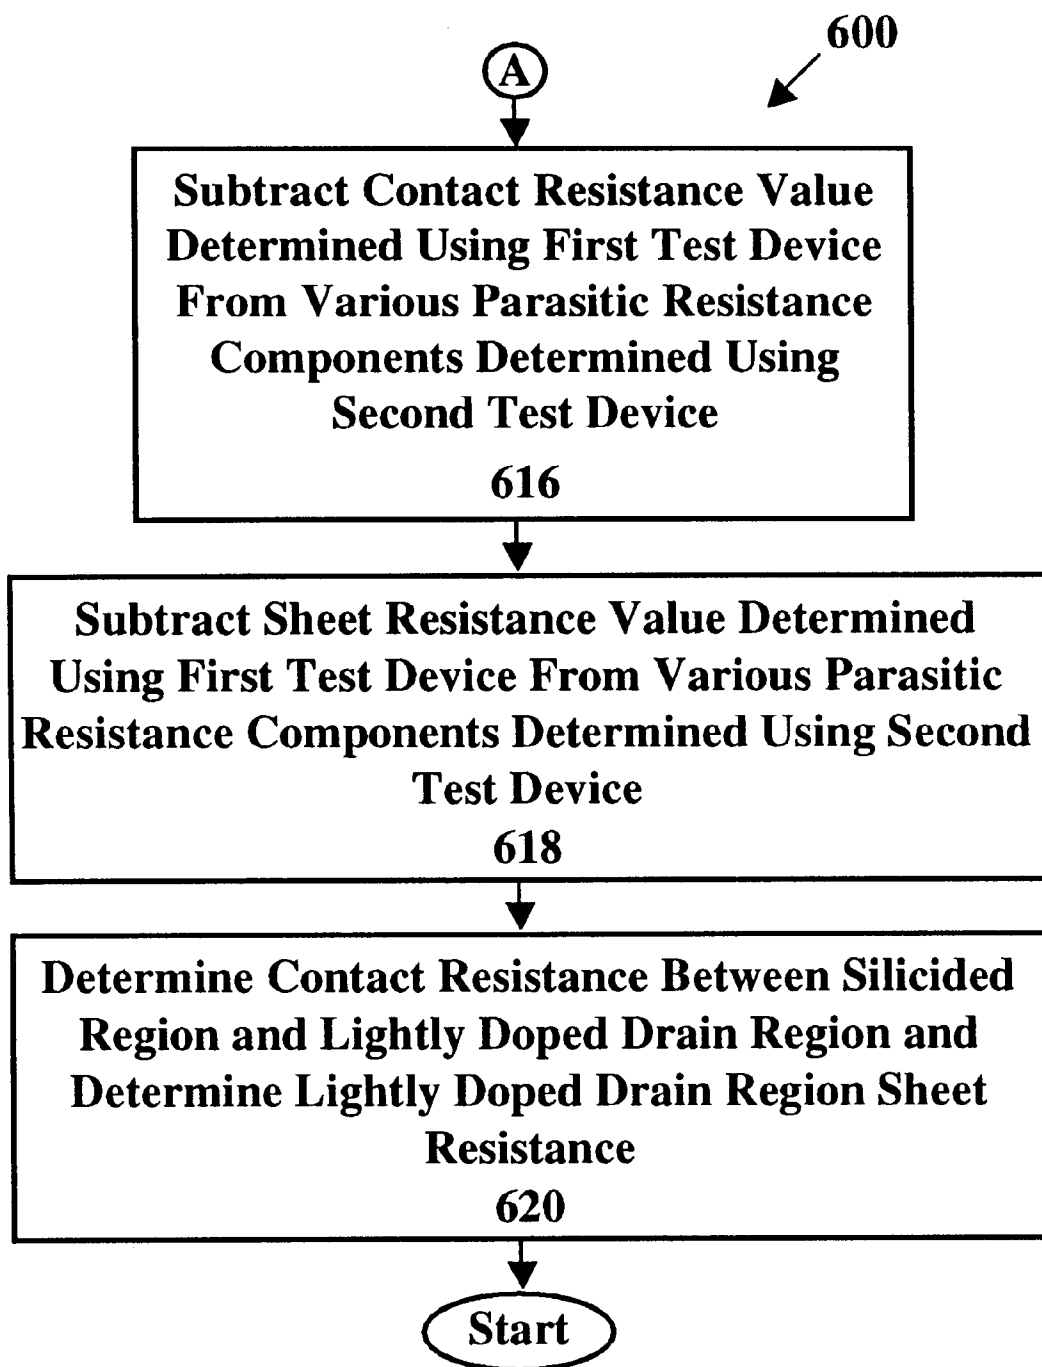 600
A
Subtract Contact Resistance Value
Determined Using First Test Device
From Various Parasitic Resistance
Components Determined Using
Second Test Device
616
Subtract Sheet Resistance Value Determined
Using First Test Device From Various Parasitic
Resistance Components Determined Using Second
Test Device
618
Determine Contact Resistance Between Silicided
Region and Lightly Doped Drain Region and
Determine Lightly Doped Drain Region Sheet
Resistance
620
Start